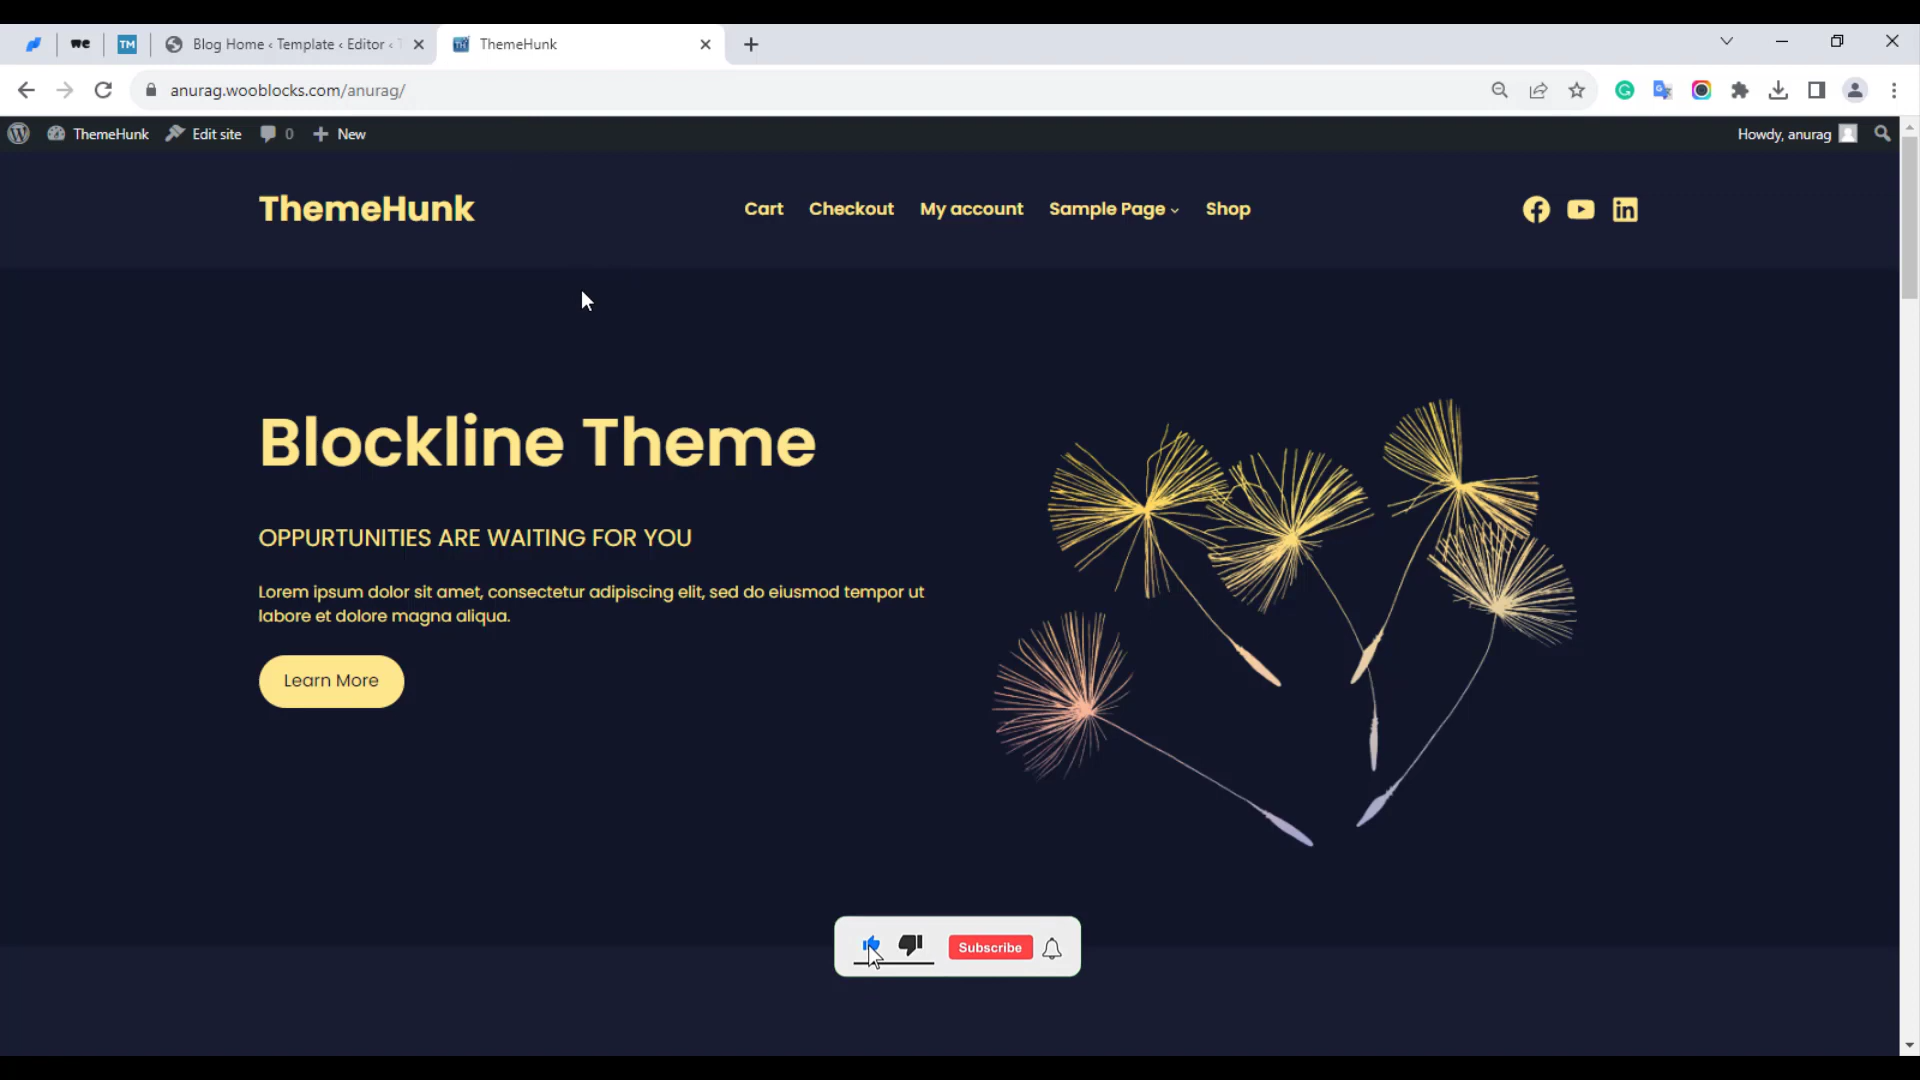 we
TM
Blog Home ‹ Template ‹ Editor ‹ T
ThemeHunk
anurag.wooblocks.com/anurag/
ThemeHunk
Edit site
0
New
Howdy, anurag
ThemeHunk
Cart
Checkout
My account
Sample Page
Shop
Blockline Theme
OPPURTUNITIES ARE WAITING FOR YOU
Lorem ipsum dolor sit amet, consectetur adipiscing elit, sed do eiusmod tempor ut
labore et dolore magna aliqua.
Learn More
Subscribe